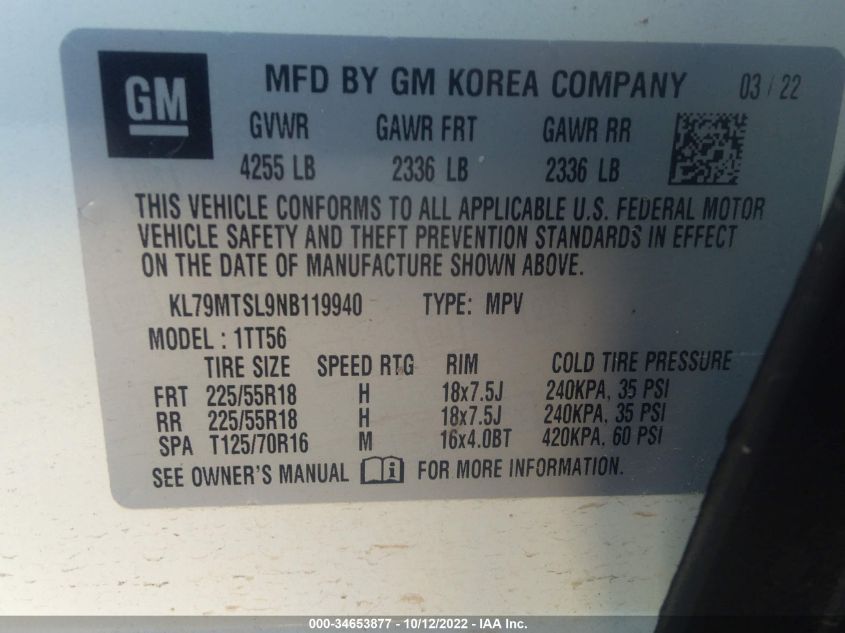 GM MFD BY GM KOREA COMPANY 03 / 22
GVWR GAWR FRT GAWR RR
4255 LB 2336 LB 2336 LB
THIS VEHICLE CONFORMS TO ALL APPLICABLE U.S. FEDERAL MOTOR
VEHICLE SAFETY AND THEFT PREVENTION STANDARDS IN EFFECT
ON THE DATE OF MANUFACTURE SHOWN ABOVE.
KL79MTSL9NB119940 TYPE: MPV
MODEL : 1TT56
TIRE SIZE SPEED RTG RIM COLD TIRE PRESSURE
FRT 225/55R18 H 18x7.5J 240KPA, 35 PSI
RR 225/55R18 H 18x7.5J 240KPA, 35 PSI
SPA T125/70R16 M 16x4.0BT 420KPA, 60 PSI
SEE OWNER'S MANUAL i FOR MORE INFORMATION.
000-34653877 - 10/12/2022 - IAA Inc.